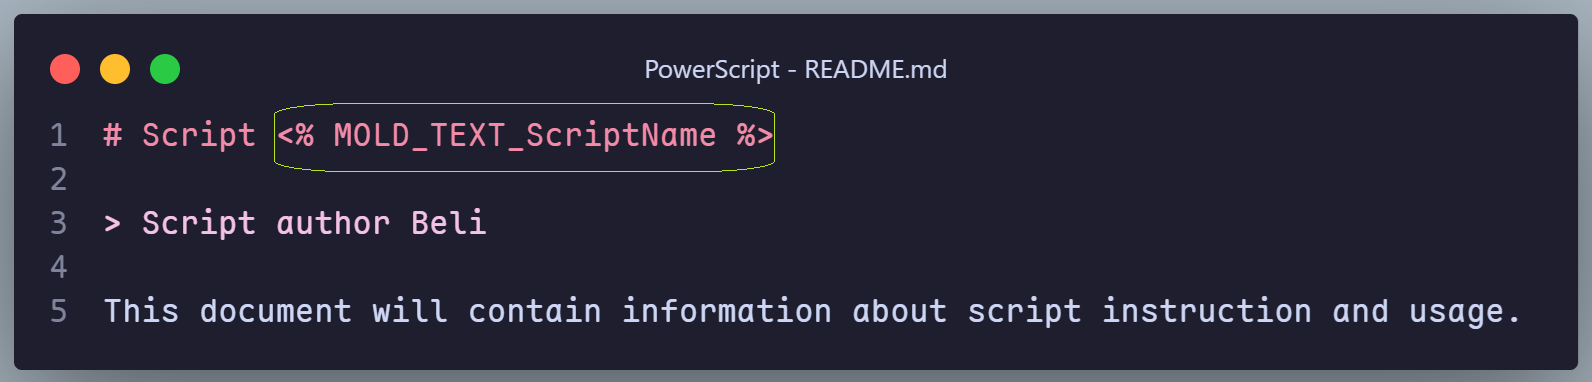 PowerScript - README.md
1 # Script <% MOLD_TEXT_ScriptName %>
2
3 > Script author Beli
4
5 This document will contain information about script instruction and usage.